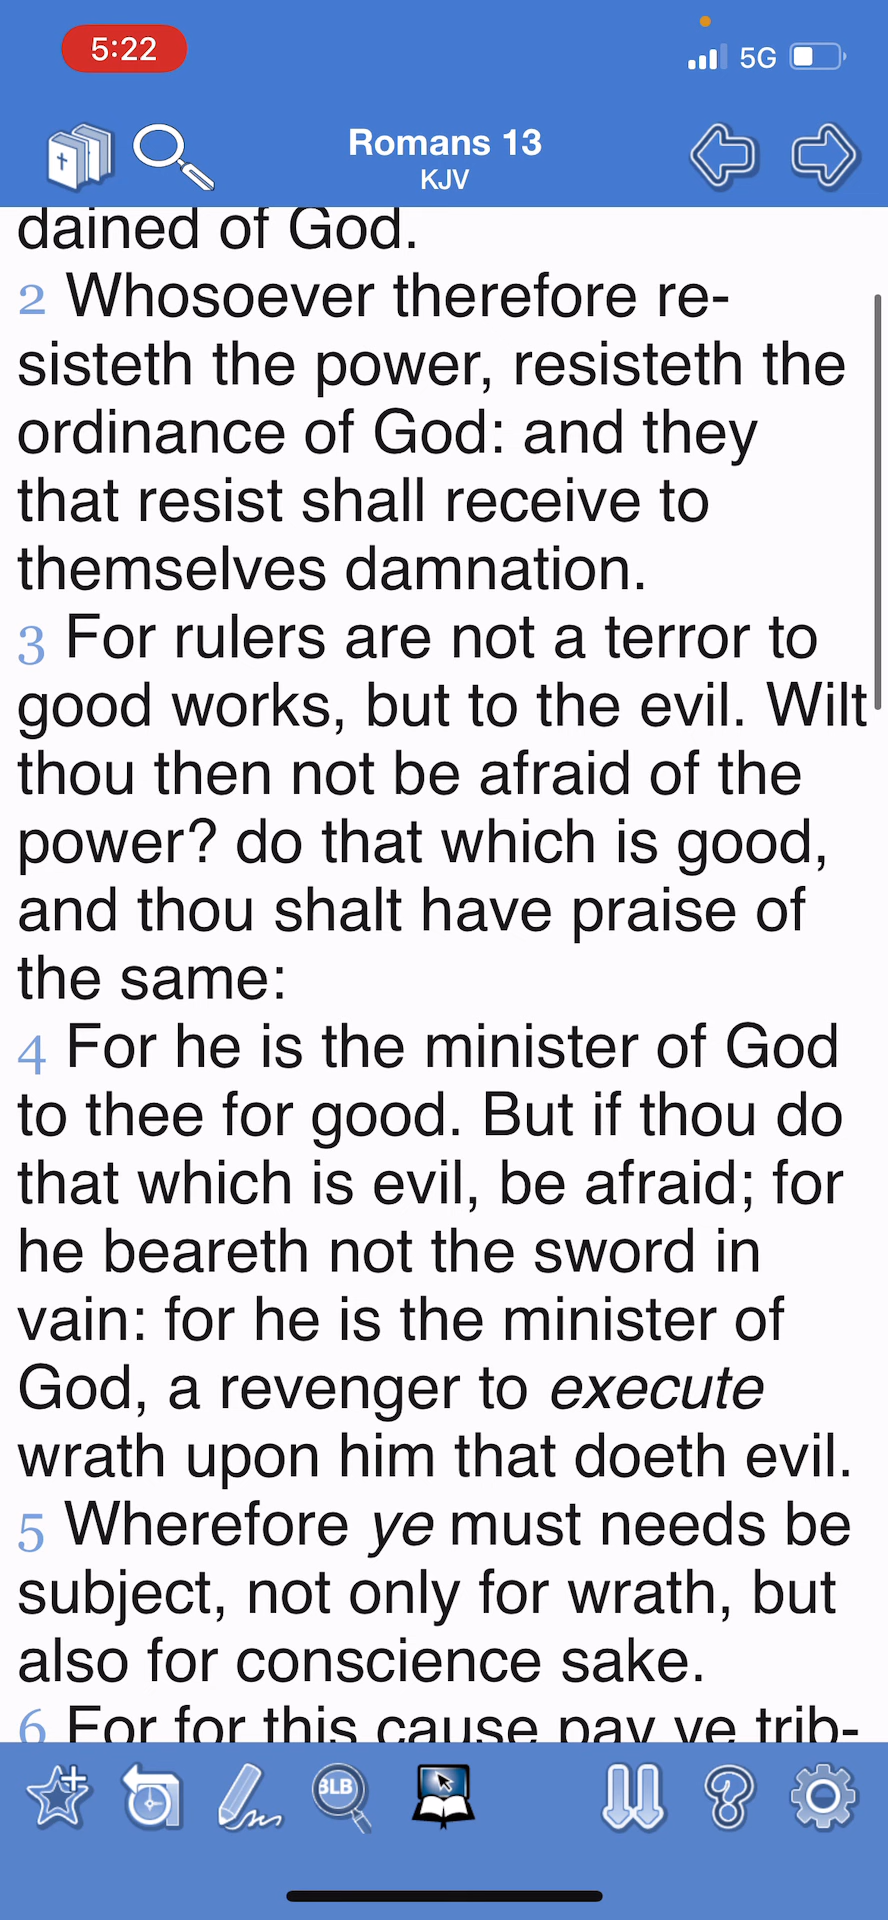 5:22
5G
Romans 13
KJV
dained of God.
2 Whosoever therefore re-
sisteth the power, resisteth the
ordinance of God: and they
that resist shall receive to
themselves damnation.
3 For rulers are not a terror to
good works, but to the evil. Wilt
thou then not be afraid of the
power? do that which is good,
and thou shalt have praise of
the same:
4 For he is the minister of God
to thee for good. But if thou do
that which is evil, be afraid; for
he beareth not the sword in
vain: for he is the minister of
God, a revenger to execute
wrath upon him that doeth evil.
5 Wherefore ye must needs be
subject, not only for wrath, but
also for conscience sake.
6 For for this cause pay ye trib-
BLB